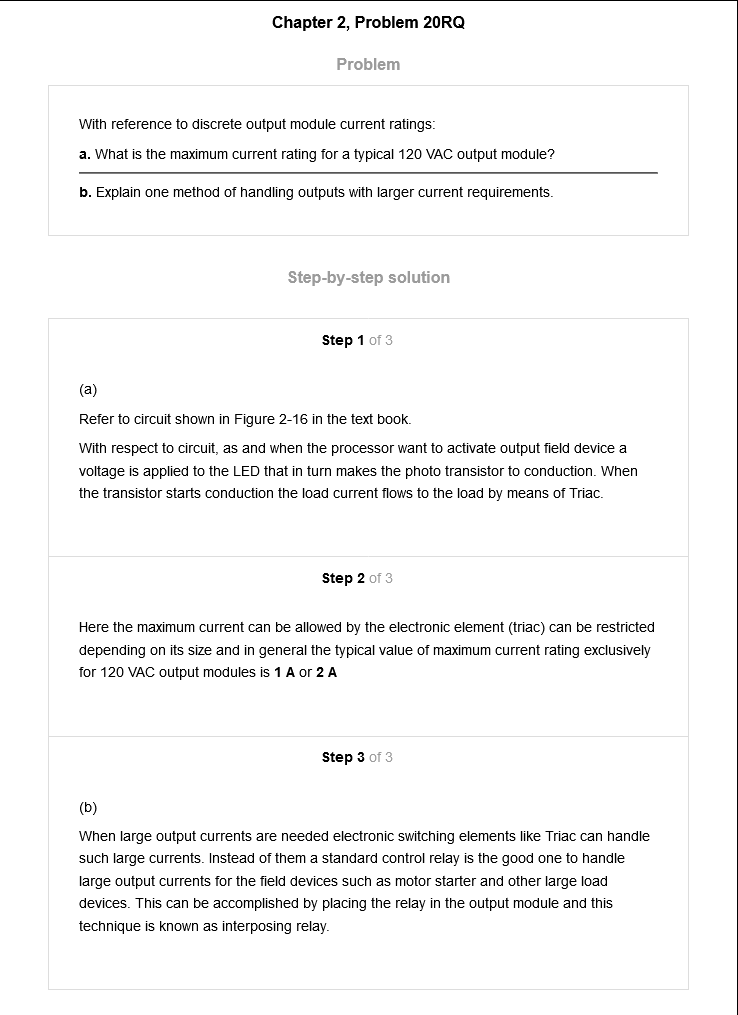 Chapter 2, Problem 20RQ
Problem
With reference to discrete output module current ratings:
a. What is the maximum current rating for a typical 120 VAC output module?
b. Explain one method of handling outputs with larger current requirements.
Step-by-step solution
Step 1 of 3
(a)
Refer to circuit shown in Figure 2-16 in the text book.
With respect to circuit, as and when the processor want to activate output field device a
voltage is applied to the LED that in turn makes the photo transistor to conduction. When
the transistor starts conduction the load current flows to the load by means of Triac.
Step 2 of 3
Here the maximum current can be allowed by the electronic element (triac) can be restricted
depending on its size and in general the typical value of maximum current rating exclusively
for 120 VAC output modules is 1 A or 2 A
Step 3 of 3
(b)
When large output currents are needed electronic switching elements like Triac can handle
such large currents. Instead of them a standard control relay is the good one to handle
large output currents for the field devices such as motor starter and other large load
devices. This can be accomplished by placing the relay in the output module and this
technique is known as interposing relay.